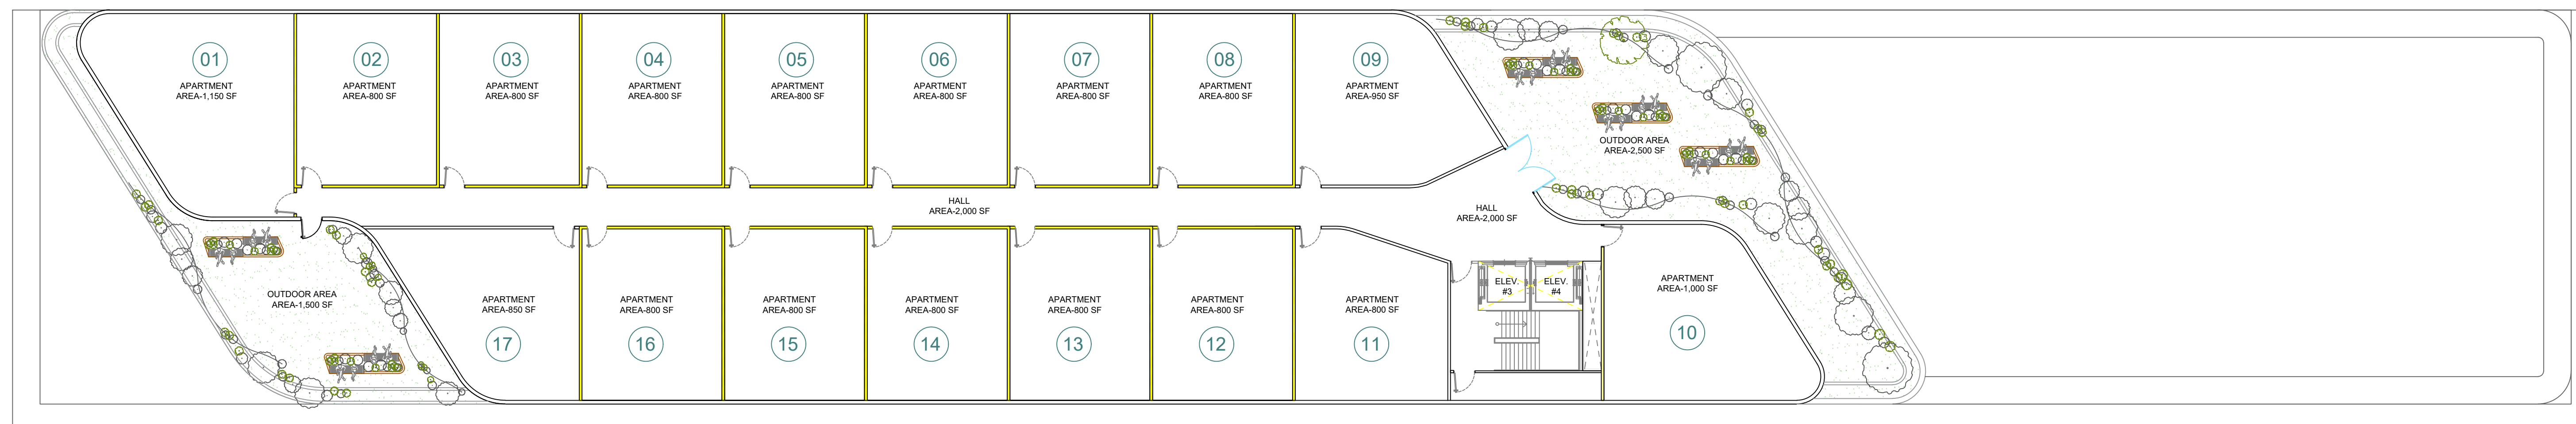 01
APARTMENT
AREA-1,150 SF
02
APARTMENT
AREA-800 SF
03
APARTMENT
AREA-800 SF
04
APARTMENT
AREA-800 SF
05
APARTMENT
AREA-800 SF
06
APARTMENT
AREA-800 SF
07
APARTMENT
AREA-800 SF
08
APARTMENT
AREA-800 SF
09
APARTMENT
AREA-950 SF
OUTDOOR AREA
AREA-2,500 SF
HALL
AREA-2,000 SF
HALL
AREA-2,000 SF
OUTDOOR AREA
AREA-1,500 SF
APARTMENT
AREA-850 SF
17
APARTMENT
AREA-800 SF
16
APARTMENT
AREA-800 SF
15
APARTMENT
AREA-800 SF
14
APARTMENT
AREA-800 SF
13
APARTMENT
AREA-800 SF
12
APARTMENT
AREA-800 SF
11
ELEV.
#3
ELEV.
#4
APARTMENT
AREA-1,000 SF
10